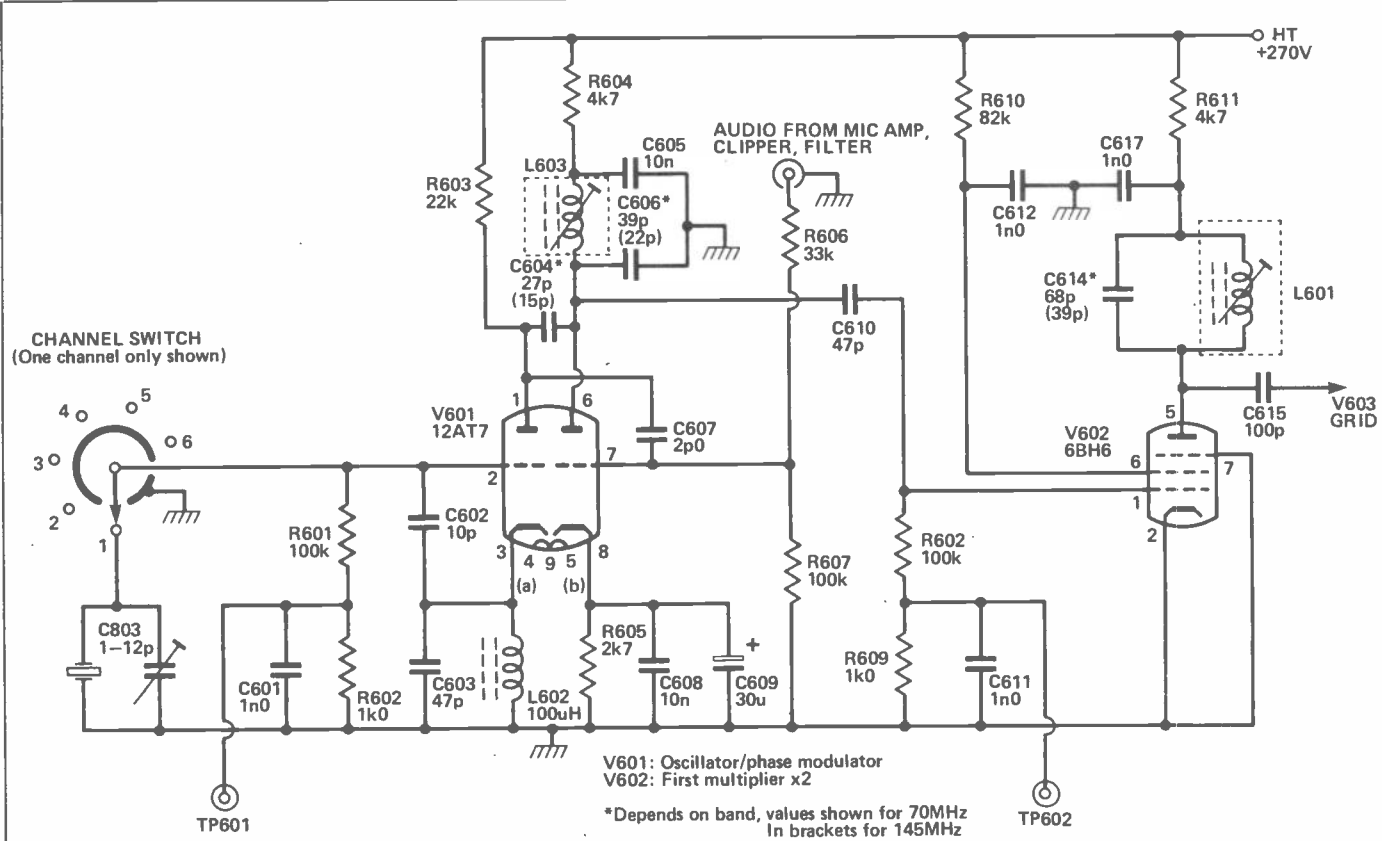 HT
+270V
R604
4k7
R610
82k
R611
4k7
AUDIO FROM MIC AMP,
CLIPPER, FILTER
C605
10n
C617
1n0
L603
R603
22k
C606*
39p
(22p)
C612
1n0
R606
33k
C604*
27p
(15p)
C614*
68p
(39p)
L601
C610
47p
CHANNEL SWITCH
(One channel only shown)
1
6
5
4
6
3
2
1
V601
12AT7
C607
2p0
2
7
C615
100p
V603
GRID
5
V602
6BH6
6
7
1
2
R601
100k
C602
10p
3
4
9
5
8
(a)
(b)
R607
100k
R602
100k
C803
1–12p
C601
1n0
R602
1k0
C603
47p
L602
100uH
R605
2k7
C608
10n
+
C609
30u
R609
1k0
C611
1n0
V601: Oscillator/phase modulator
V602: First multiplier x2
*Depends on band, values shown for 70MHz
In brackets for 145MHz
TP601
TP602